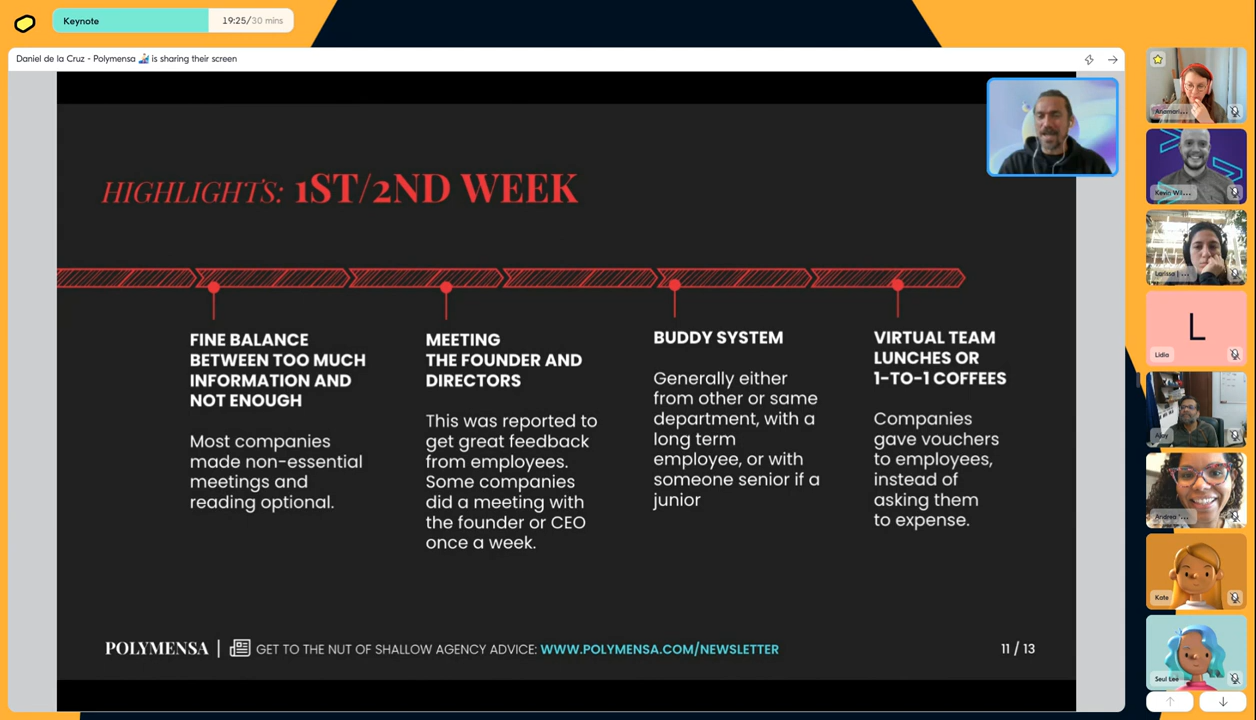 Keynote
19:25/30 mins
Daniel de la Cruz - Polymensa 🏄 is sharing their screen
HIGHLIGHTS: 1ST/2ND WEEK
FINE BALANCE
BETWEEN TOO MUCH
INFORMATION AND
NOT ENOUGH
Most companies
made non-essential
meetings and
reading optional.
MEETING
THE FOUNDER AND
DIRECTORS
This was reported to
get great feedback
from employees.
Some companies
did a meeting with
the founder or CEO
once a week.
BUDDY SYSTEM
Generally either
from other or same
department, with a
long term
employee, or with
someone senior if a
junior
VIRTUAL TEAM
LUNCHES OR
1-TO-1 COFFEES
Companies
gave vouchers
to employees,
instead of
asking them
to expense.
POLYMENSA | GET TO THE NUT OF SHALLOW AGENCY ADVICE: WWW.POLYMENSA.COM/NEWSLETTER
11 / 13
Kevin Wil...
L
Lidia
Kate
Seul Lee